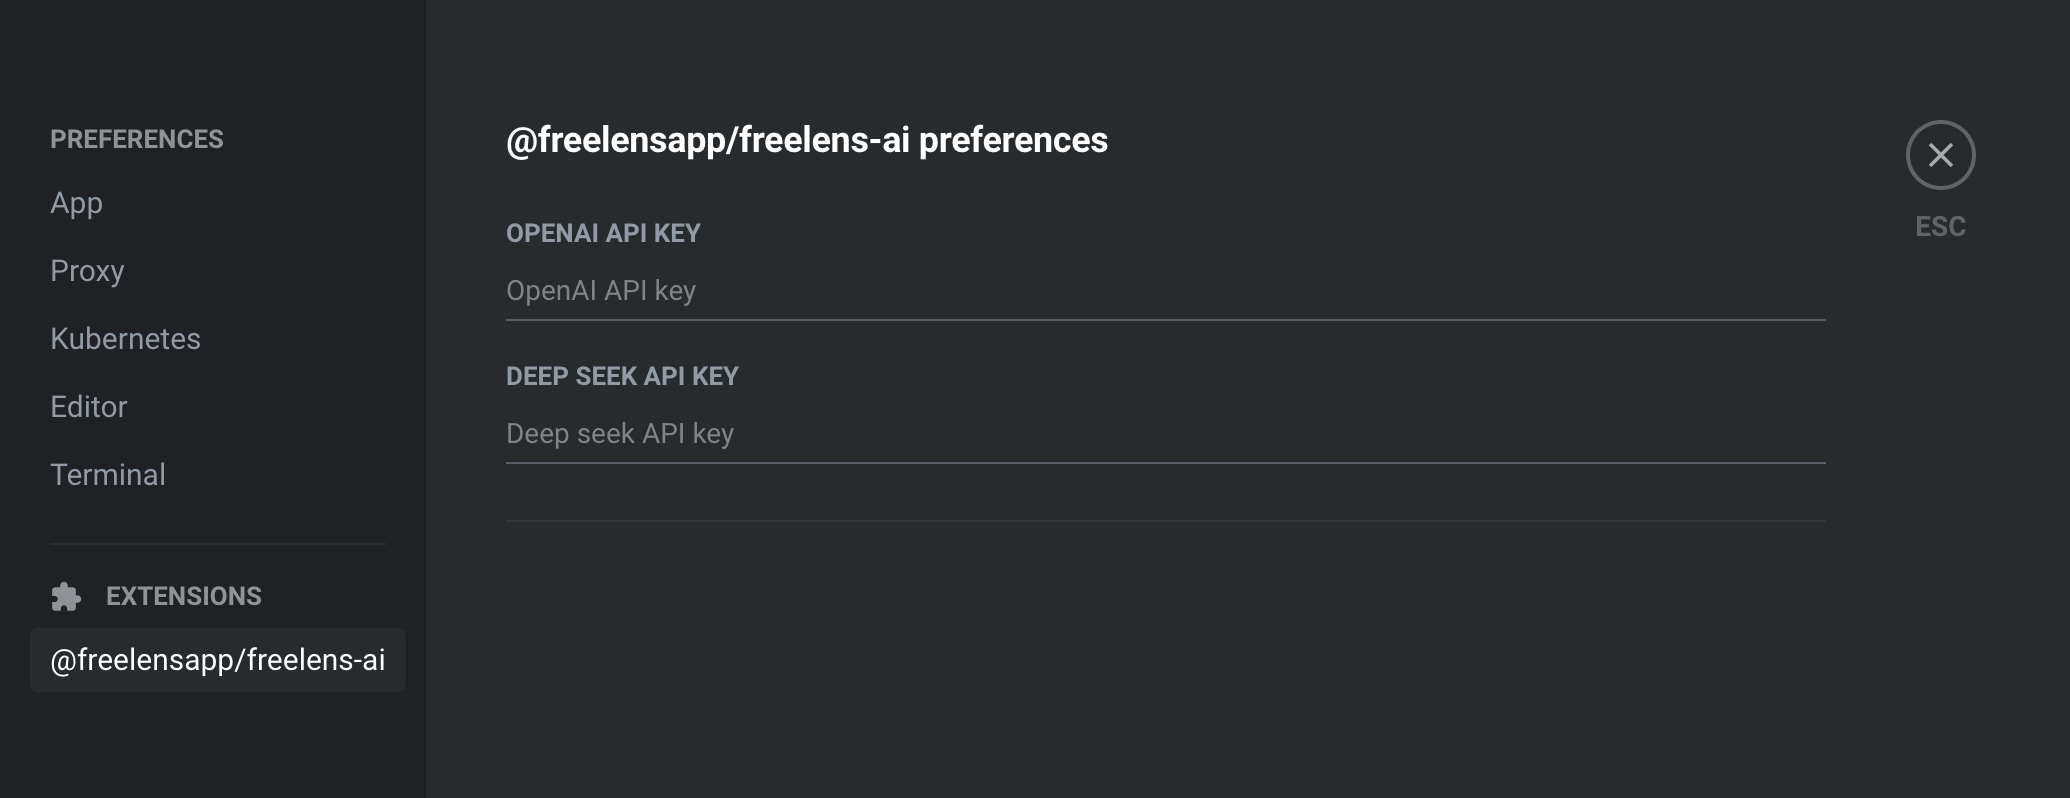 PREFERENCES
App
Proxy
Kubernetes
Editor
Terminal
EXTENSIONS
@freelensapp/freelens-ai
@freelensapp/freelens-ai preferences
OPENAI API KEY
OpenAI API key
DEEP SEEK API KEY
Deep seek API key
ESC